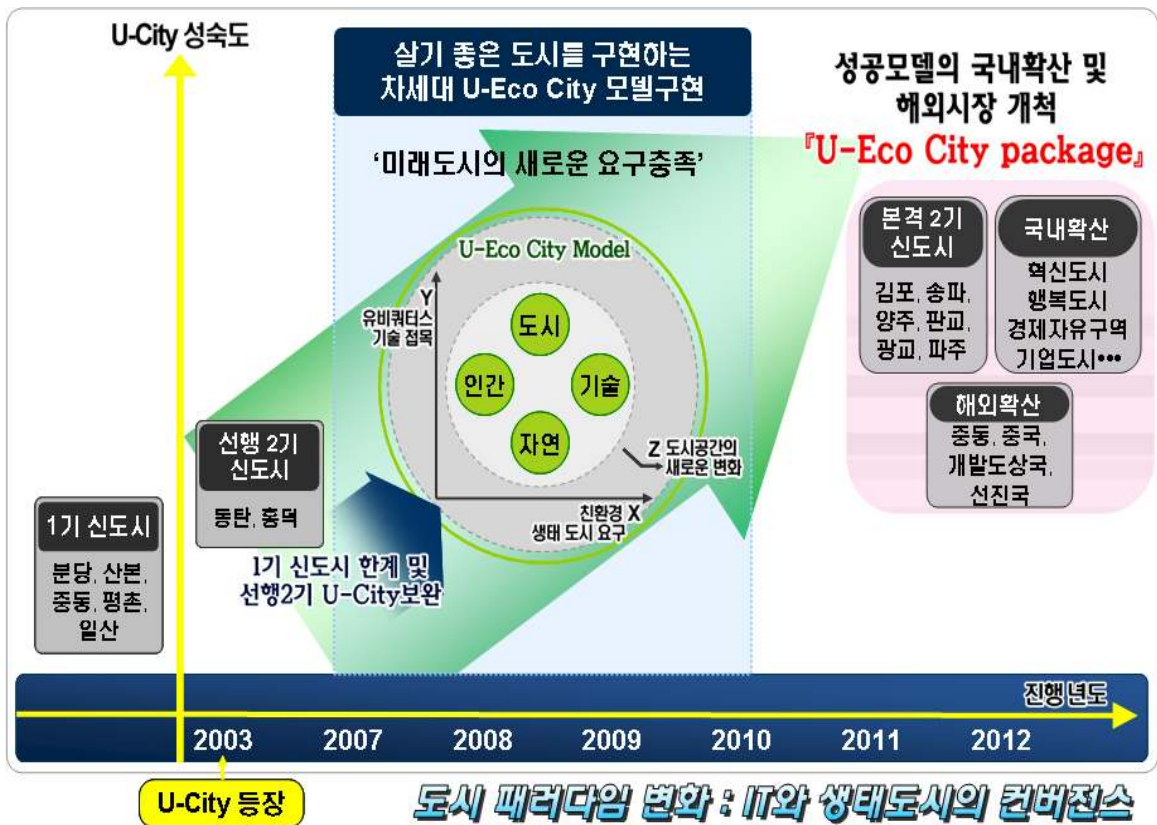 U-City 성숙도
살기 좋은 도시를 구현하는
차세대 U-Eco City 모델구현
성공모델의 국내확산 및
해외시장 개척
『U-Eco City package』
'미래도시의 새로운 요구충족'
U-Eco City Model
Y
유비쿼터스
기술 접목
도시
인간
기술
자연
Z 도시공간의
새로운 변화
친환경 X
생태 도시 요구
본격 2기
신도시
김포, 송파,
양주, 판교,
광교, 파주
국내확산
혁신도시
행복도시
경제자유구역
기업도시•••
해외확산
중동, 중국,
개발도상국,
선진국
선행 2기
신도시
동탄, 흥덕
1기 신도시
분당, 산본,
중동, 평촌,
일산
1기 신도시 한계 및
선행2기 U-City보완
진행 년도
2003 2007 2008 2009 2010 2011 2012
U-City 등장
도시 패러다임 변화 : IT와 생태도시의 컨버전스